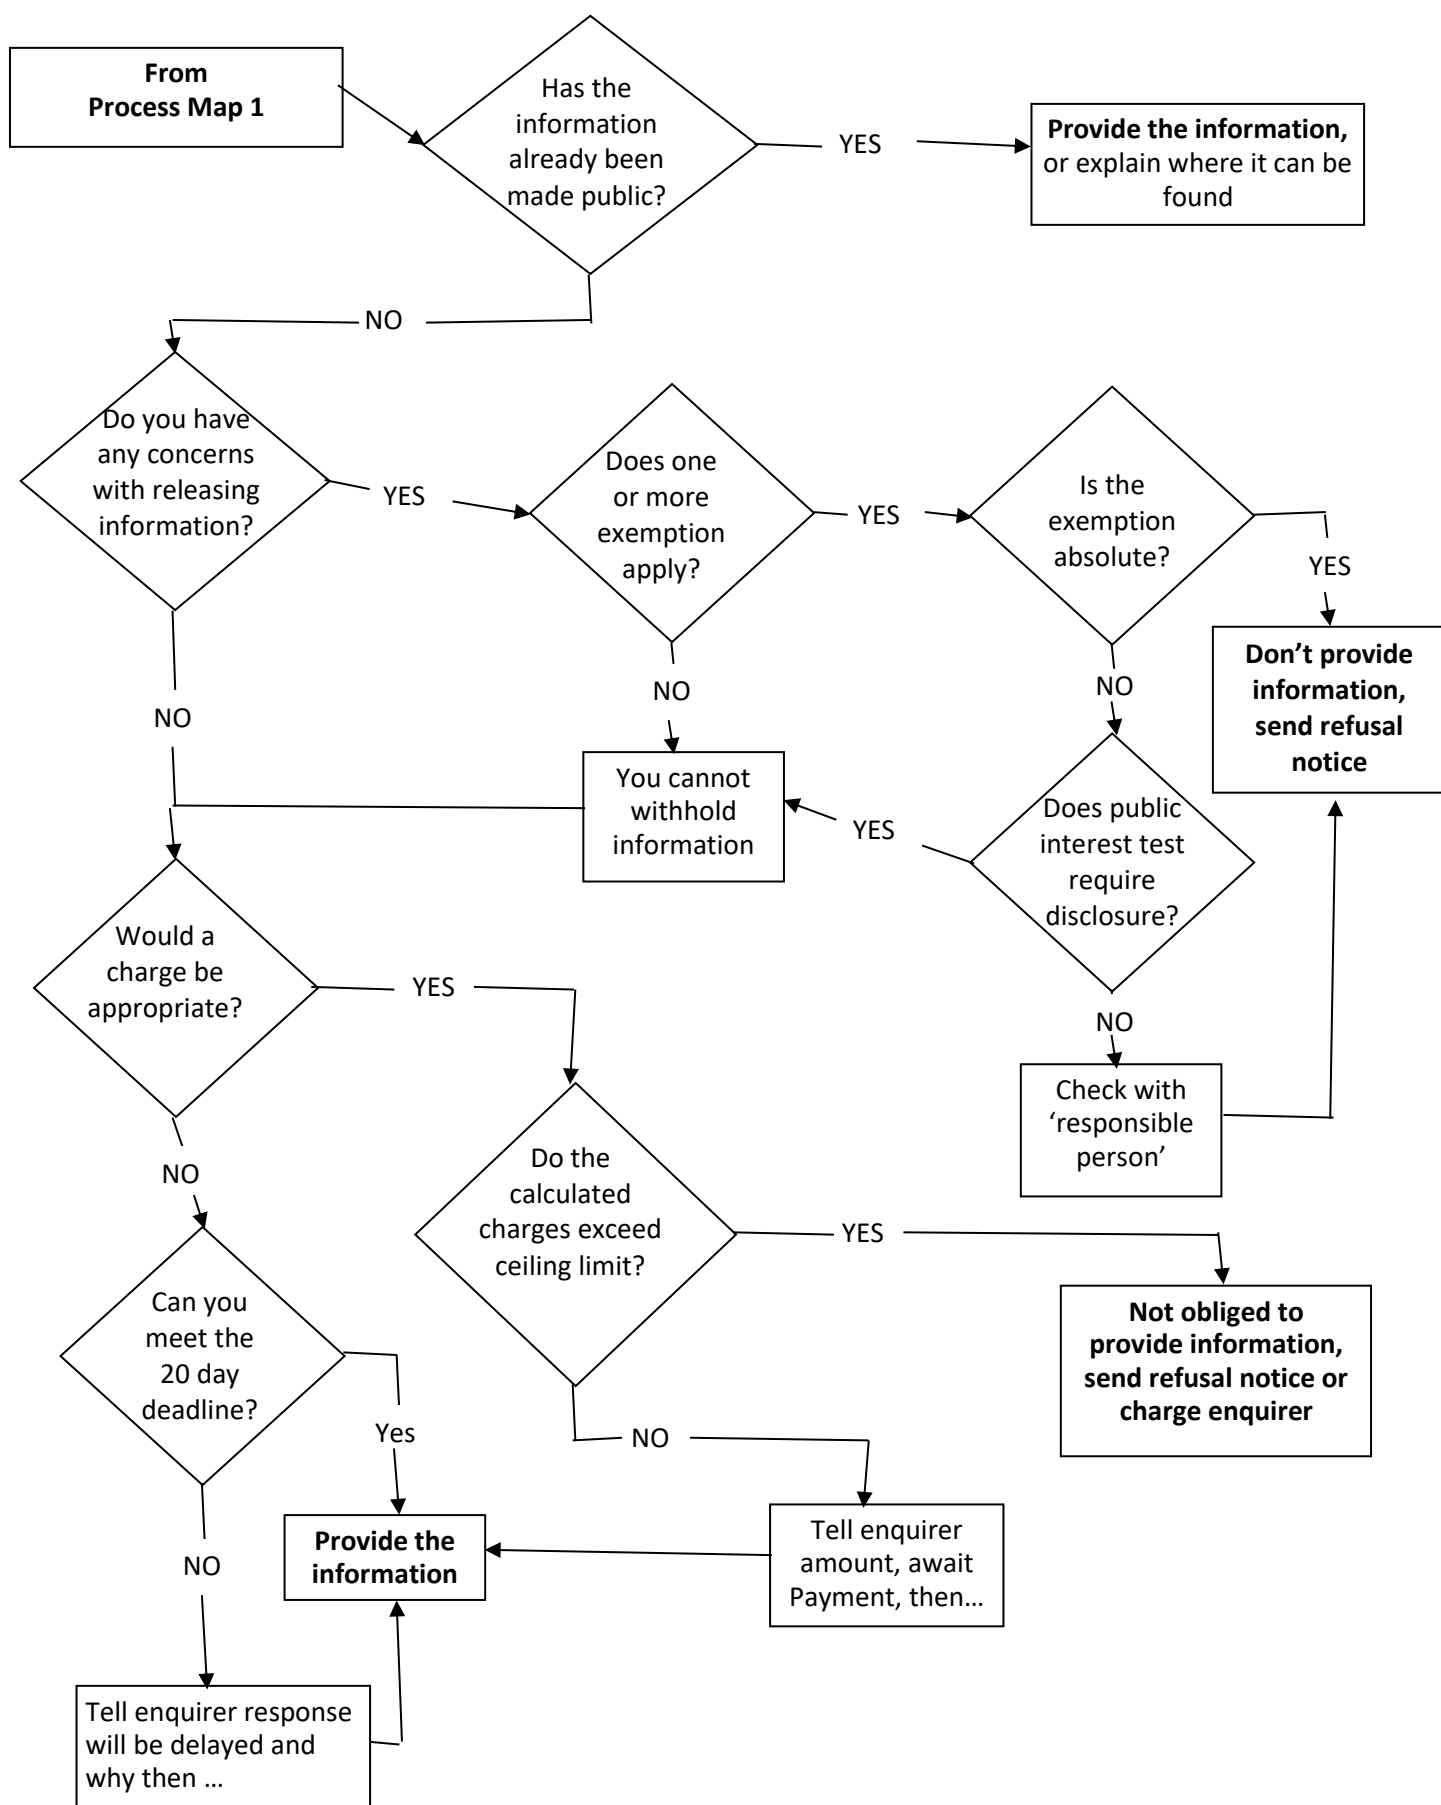 From
Process Map 1
Has the
information
already been
made public?
YES
Provide the information,
or explain where it can be
found
NO
Do you have
any concerns
with releasing
information?
YES
Does one
or more
exemption
apply?
YES
Is the
exemption
absolute?
YES
Don’t provide
information,
send refusal
notice
NO
NO
NO
You cannot
withhold
information
YES
Does public
interest test
require
disclosure?
Would a
charge be
appropriate?
YES
NO
Check with
‘responsible
person’
NO
Do the
calculated
charges exceed
ceiling limit?
YES
Not obliged to
provide information,
send refusal notice or
charge enquirer
Can you
meet the
20 day
deadline?
Yes
NO
NO
Provide the
information
Tell enquirer
amount, await
Payment, then…
Tell enquirer response
will be delayed and
why then …